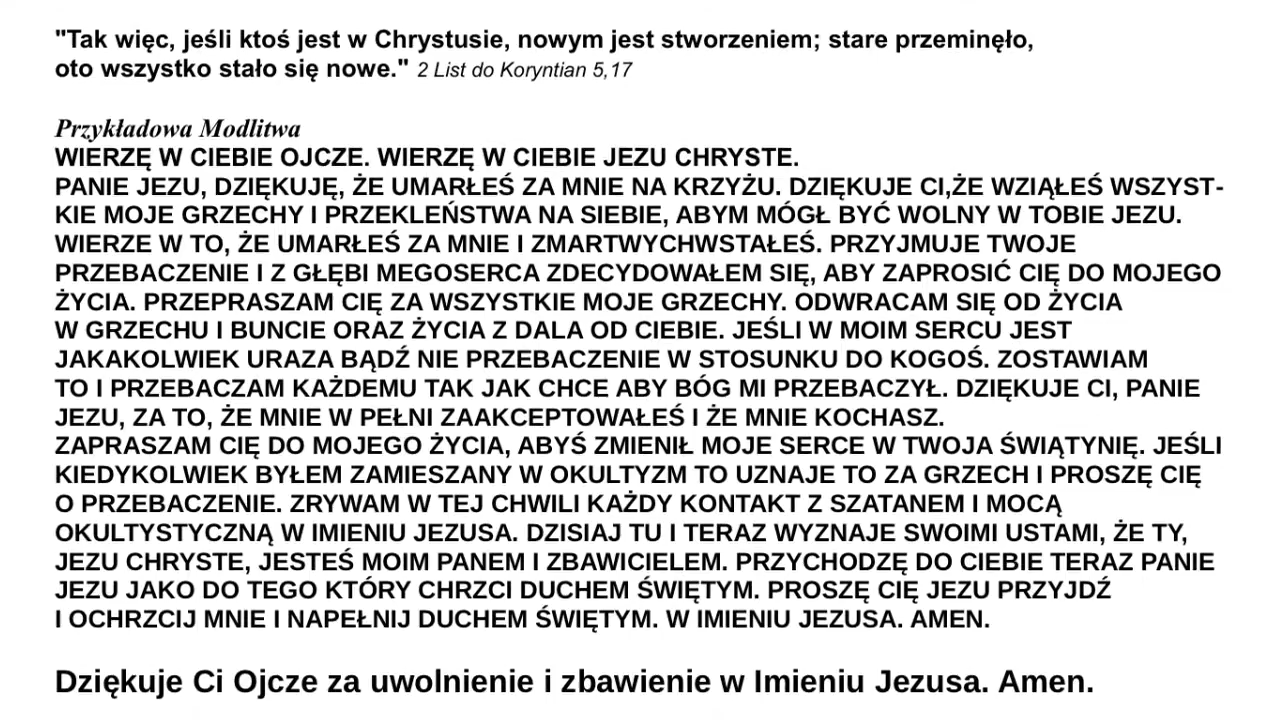 "Tak więc, jeśli ktoś jest w Chrystusie, nowym jest stworzeniem; stare przeminęło,
oto wszystko stało się nowe." 2 List do Koryntian 5,17
Przykładowa Modlitwa
WIERZĘ W CIEBIE OJCZE. WIERZĘ W CIEBIE JEZU CHRYSTE.
PANIE JEZU, DZIĘKUJĘ, ŻE UMARŁEŚ ZA MNIE NA KRZYŻU. DZIĘKUJE CI,ŻE WZIĄŁEŚ WSZYST-
KIE MOJE GRZECHY I PRZEKLEŃSTWA NA SIEBIE, ABYM MÓGŁ BYĆ WOLNY W TOBIE JEZU.
WIERZE W TO, ŻE UMARŁEŚ ZA MNIE I ZMARTWYCHWSTAŁEŚ. PRZYJMUJE TWOJE
PRZEBACZENIE I Z GŁĘBI MEGOSERCA ZDECYDOWAŁEM SIĘ, ABY ZAPROSIĆ CIĘ DO MOJEGO
ŻYCIA. PRZEPRASZAM CIĘ ZA WSZYSTKIE MOJE GRZECHY. ODWRACAM SIĘ OD ŻYCIA
W GRZECHU I BUNCIE ORAZ ŻYCIA Z DALA OD CIEBIE. JEŚLI W MOIM SERCU JEST
JAKAKOLWIEK URAZA BĄDŹ NIE PRZEBACZENIE W STOSUNKU DO KOGOŚ. ZOSTAWIAM
TO I PRZEBACZAM KAŻDEMU TAK JAK CHCE ABY BÓG MI PRZEBACZYŁ. DZIĘKUJE CI, PANIE
JEZU, ZA TO, ŻE MNIE W PEŁNI ZAAKCEPTOWAŁEŚ I ŻE MNIE KOCHASZ.
ZAPRASZAM CIĘ DO MOJEGO ŻYCIA, ABYŚ ZMIENIŁ MOJE SERCE W TWOJA ŚWIĄTYNIĘ. JEŚLI
KIEDYKOLWIEK BYŁEM ZAMIESZANY W OKULTYZM TO UZNAJE TO ZA GRZECH I PROSZĘ CIĘ
O PRZEBACZENIE. ZRYWAM W TEJ CHWILI KAŻDY KONTAKT Z SZATANEM I MOCĄ
OKULTYSTYCZNĄ W IMIENIU JEZUSA. DZISIAJ TU I TERAZ WYZNAJE SWOIMI USTAMI, ŻE TY,
JEZU CHRYSTE, JESTEŚ MOIM PANEM I ZBAWICIELEM. PRZYCHODZĘ DO CIEBIE TERAZ PANIE
JEZU JAKO DO TEGO KTÓRY CHRZCI DUCHEM ŚWIĘTYM. PROSZĘ CIĘ JEZU PRZYJDŹ
I OCHRZCIJ MNIE I NAPEŁNIJ DUCHEM ŚWIĘTYM. W IMIENIU JEZUSA. AMEN.
Dziękuje Ci Ojcze za uwolnienie i zbawienie w Imieniu Jezusa. Amen.